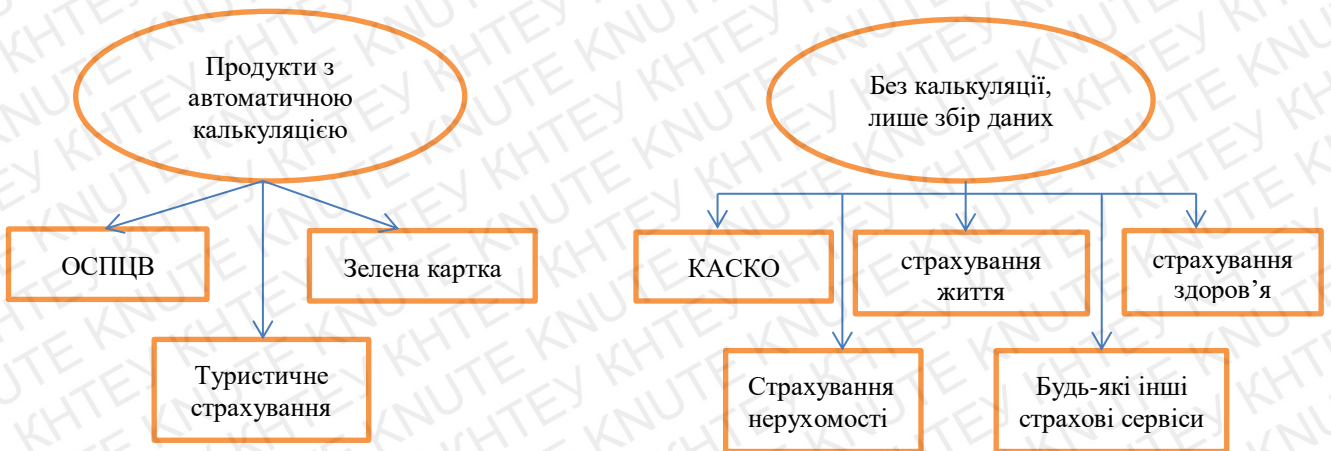 Продукти з
автоматичною
калькуляцією
Без калькуляції,
лише збір даних
ОСПЦВ
Зелена картка
Туристичне
страхування
КАСКО
страхування
життя
страхування
здоров’я
Страхування
нерухомості
Будь-які інші
страхові сервіси